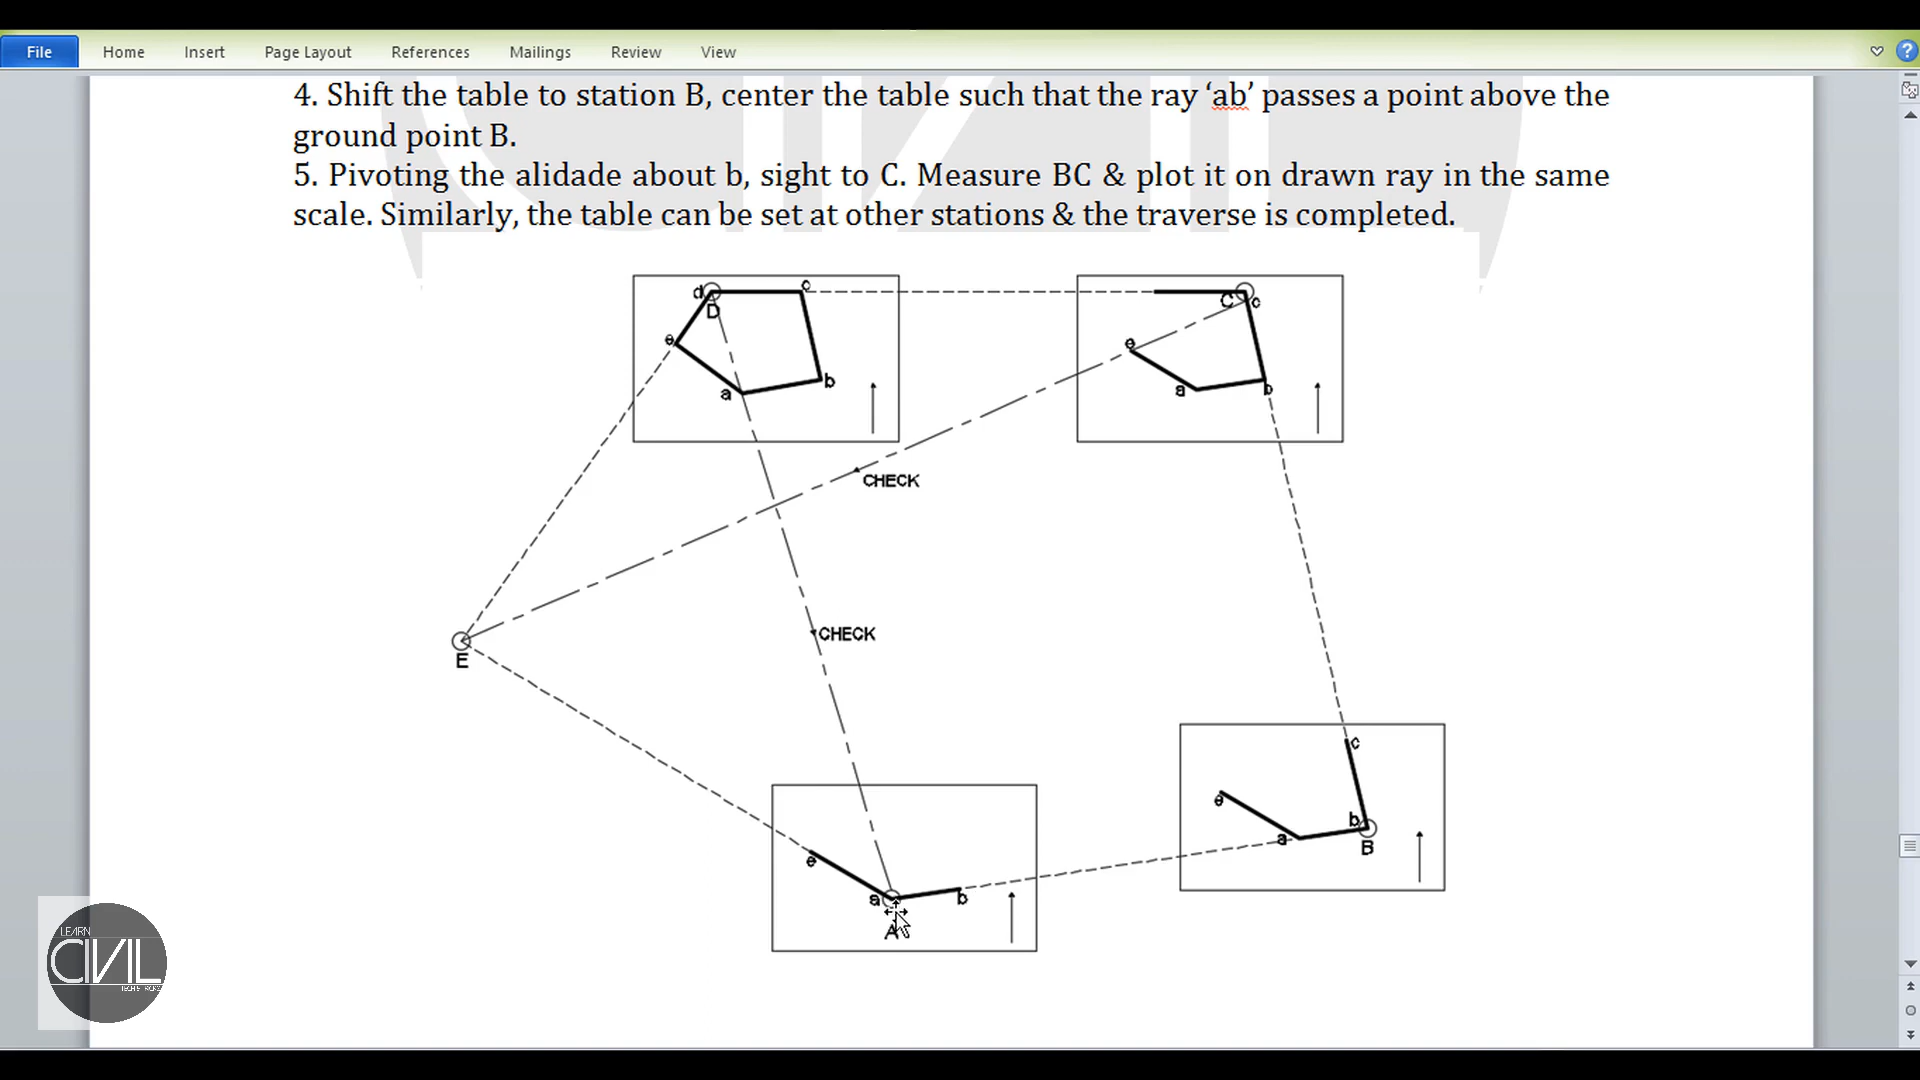 File Home Insert Page Layout References Mailings Review View
4. Shift the table to station B, center the table such that the ray ‘ab’ passes a point above the
ground point B.
5. Pivoting the alidade about b, sight to C. Measure BC & plot it on drawn ray in the same
scale. Similarly, the table can be set at other stations & the traverse is completed.
d c
D
e
a b
C c
e
a b
CHECK
CHECK
E
c
e
b
a
B
e
a b
A
LEARN
CIVIL